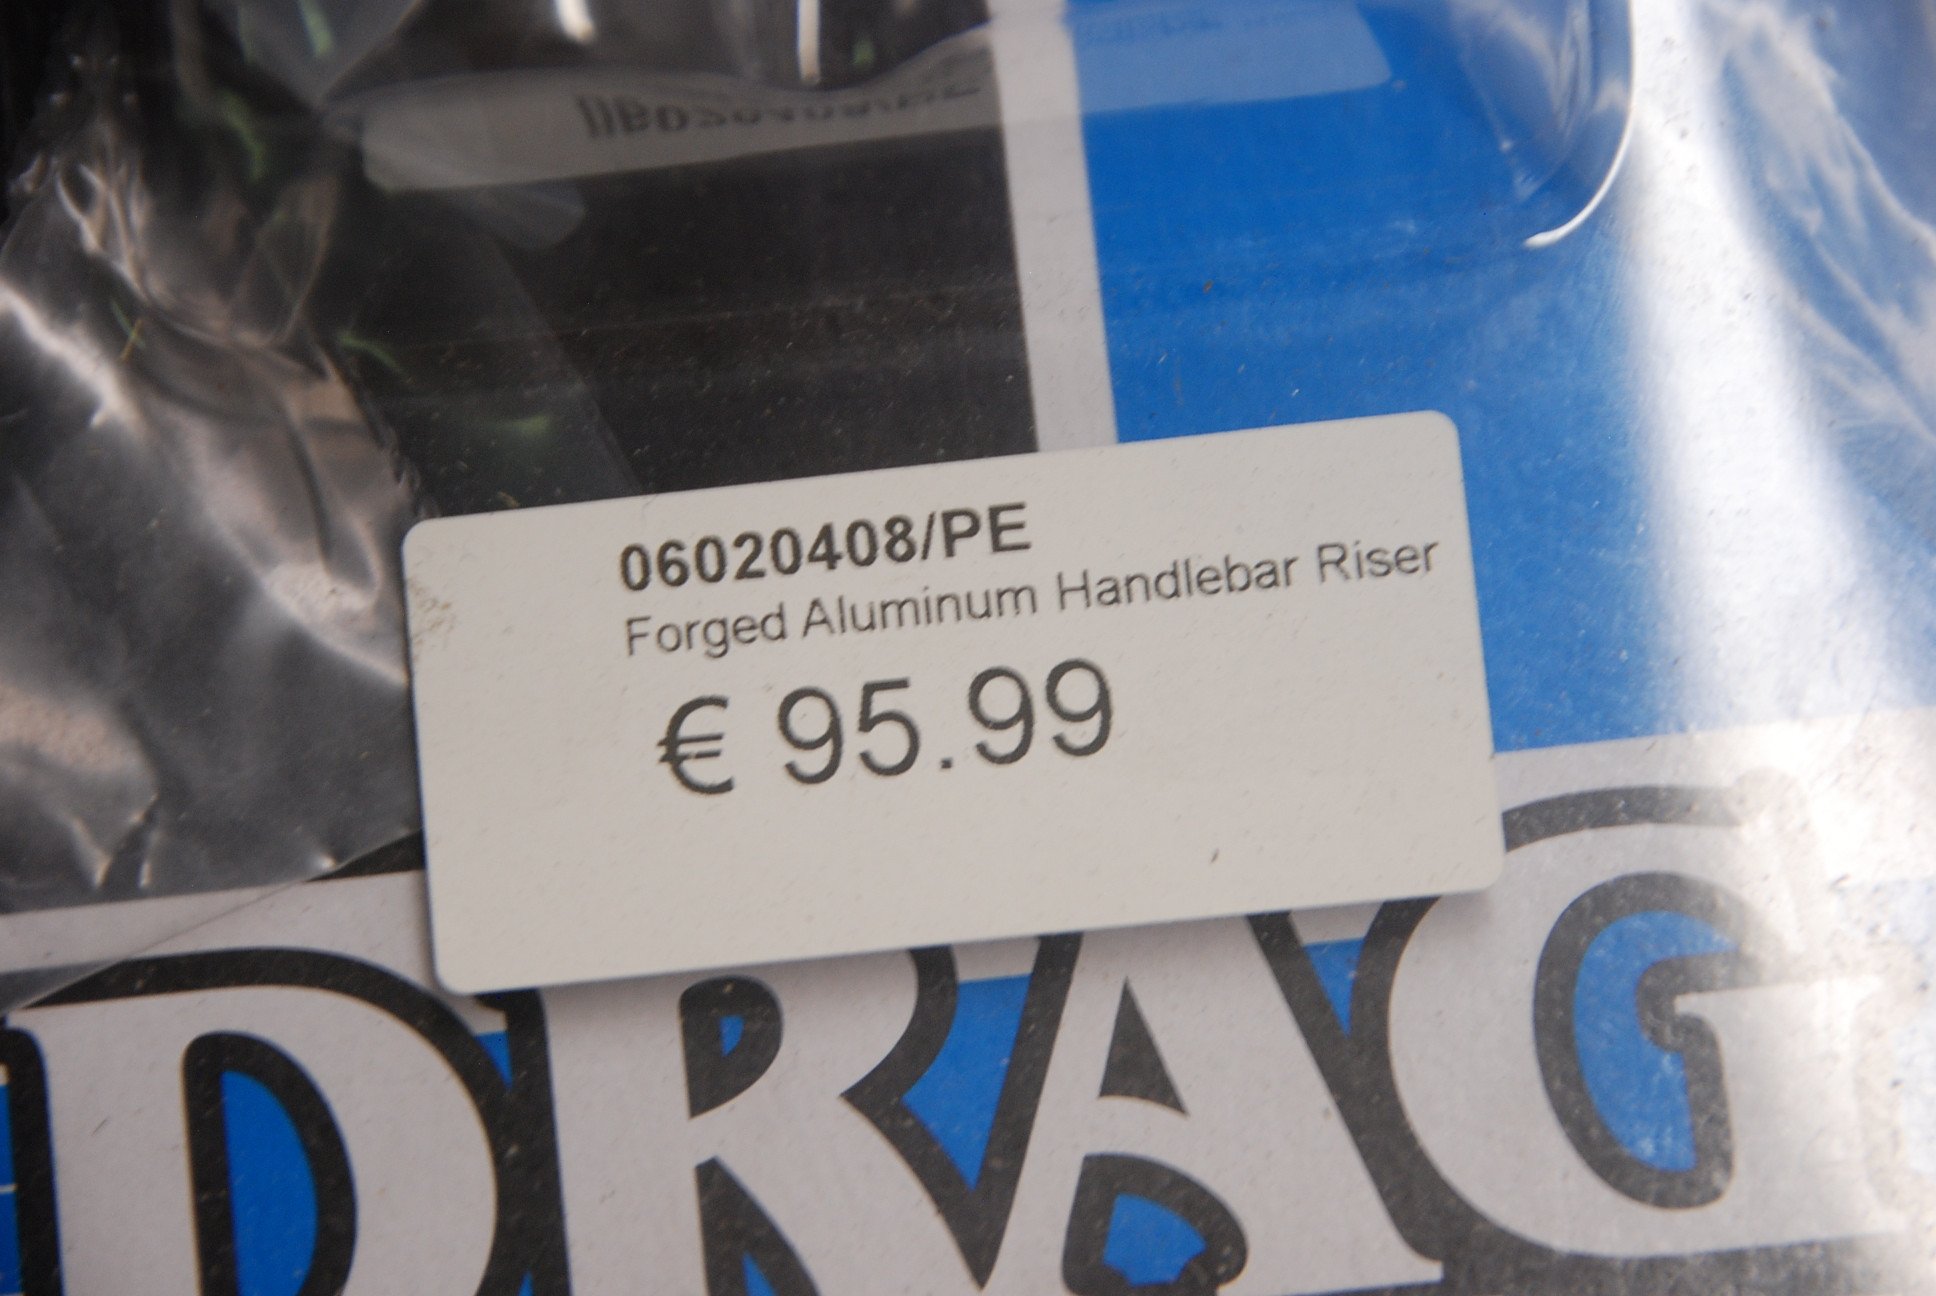 06020408/PE
Forged Aluminum Handlebar Riser
€ 95.99
DRAG